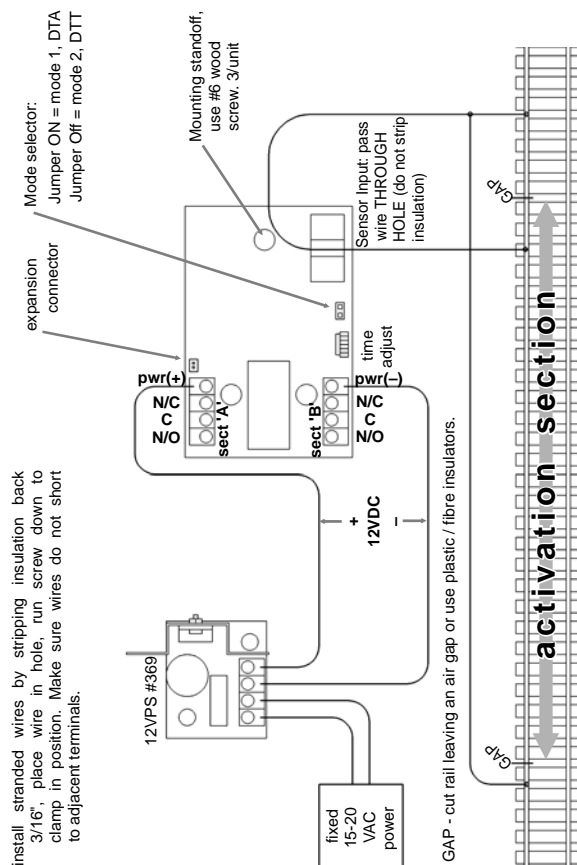 install stranded wires by stripping insulation back
3/16", place wire in hole, run screw down to
clamp in position. Make sure wires do not short
to adjacent terminals.
expansion
connector
Mode selector:
Jumper ON = mode 1, DTA
Jumper Off = mode 2, DTT
Mounting standoff,
use #6 wood
screw. 3/unit
12VPS #369
pwr(+)
N/C
C
N/O
sect 'A'
sect 'B'
pwr(–)
N/C
C
N/O
time
adjust
Sensor Input: pass
wire THROUGH
HOLE (do not strip
insulation)
+
12VDC
–
fixed
15-20
VAC
power
GAP - cut rail leaving an air gap or use plastic / fibre insulators.
GAP
GAP
activation section